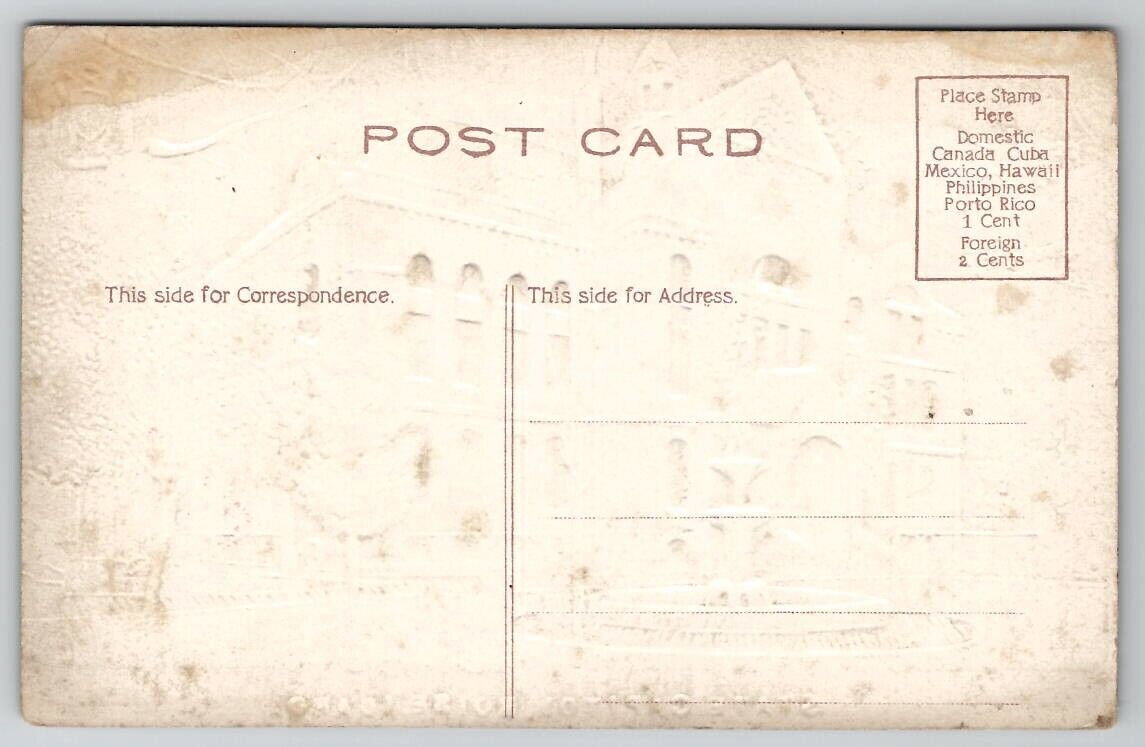 POST CARD
Place Stamp
Here
Domestic
Canada Cuba
Mexico, Hawaii
Philippines
Porto Rico
1 Cent
Foreign
2 Cents
This side for Correspondence.
This side for Address.